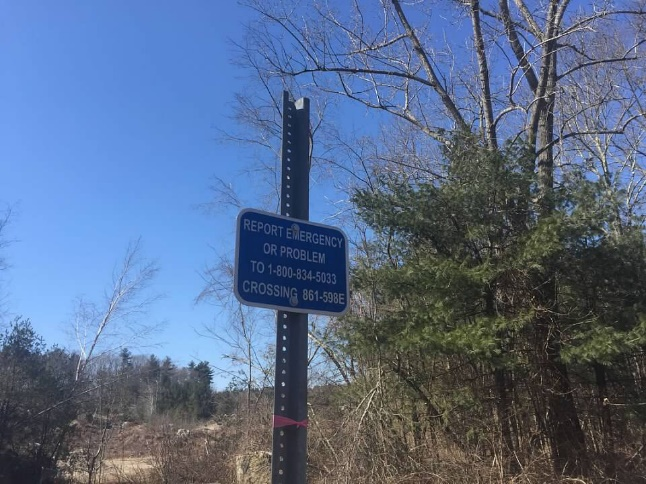 REPORT EMERGENCY
OR PROBLEM
TO 1-800-834-5033
CROSSING 861-598E